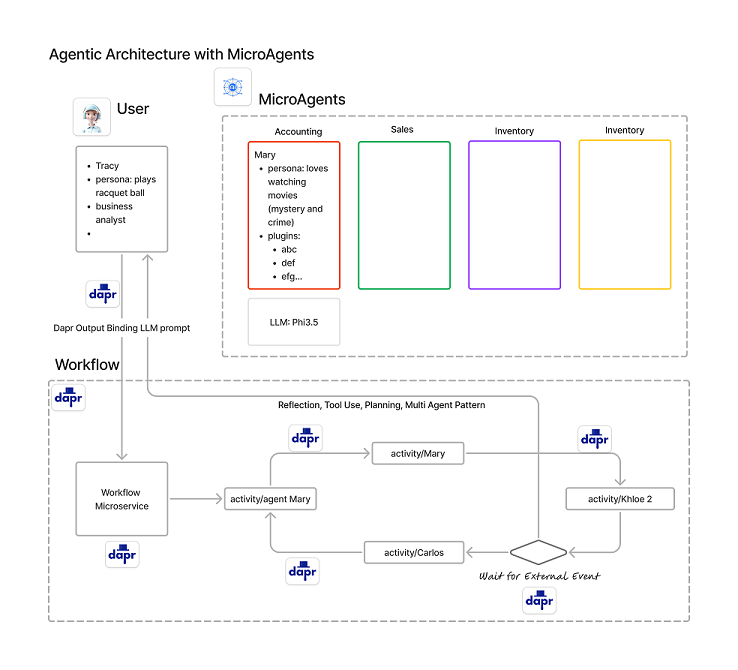 Agentic Architecture with MicroAgents
User
MicroAgents
Accounting
Sales
Inventory
Inventory
Tracy
persona: plays
racquet ball
business
analyst
Mary
persona: loves
watching
movies
(mystery and
crime)
plugins:
abc
def
efg...
LLM: Phi3.5
dapr
Dapr Output Binding LLM prompt
Workflow
dapr
Reflection, Tool Use, Planning, Multi Agent Pattern
dapr
dapr
activity/Mary
Workflow
Microservice
activity/agent Mary
activity/Khloe 2
activity/Carlos
dapr
dapr
Wait for External Event
dapr